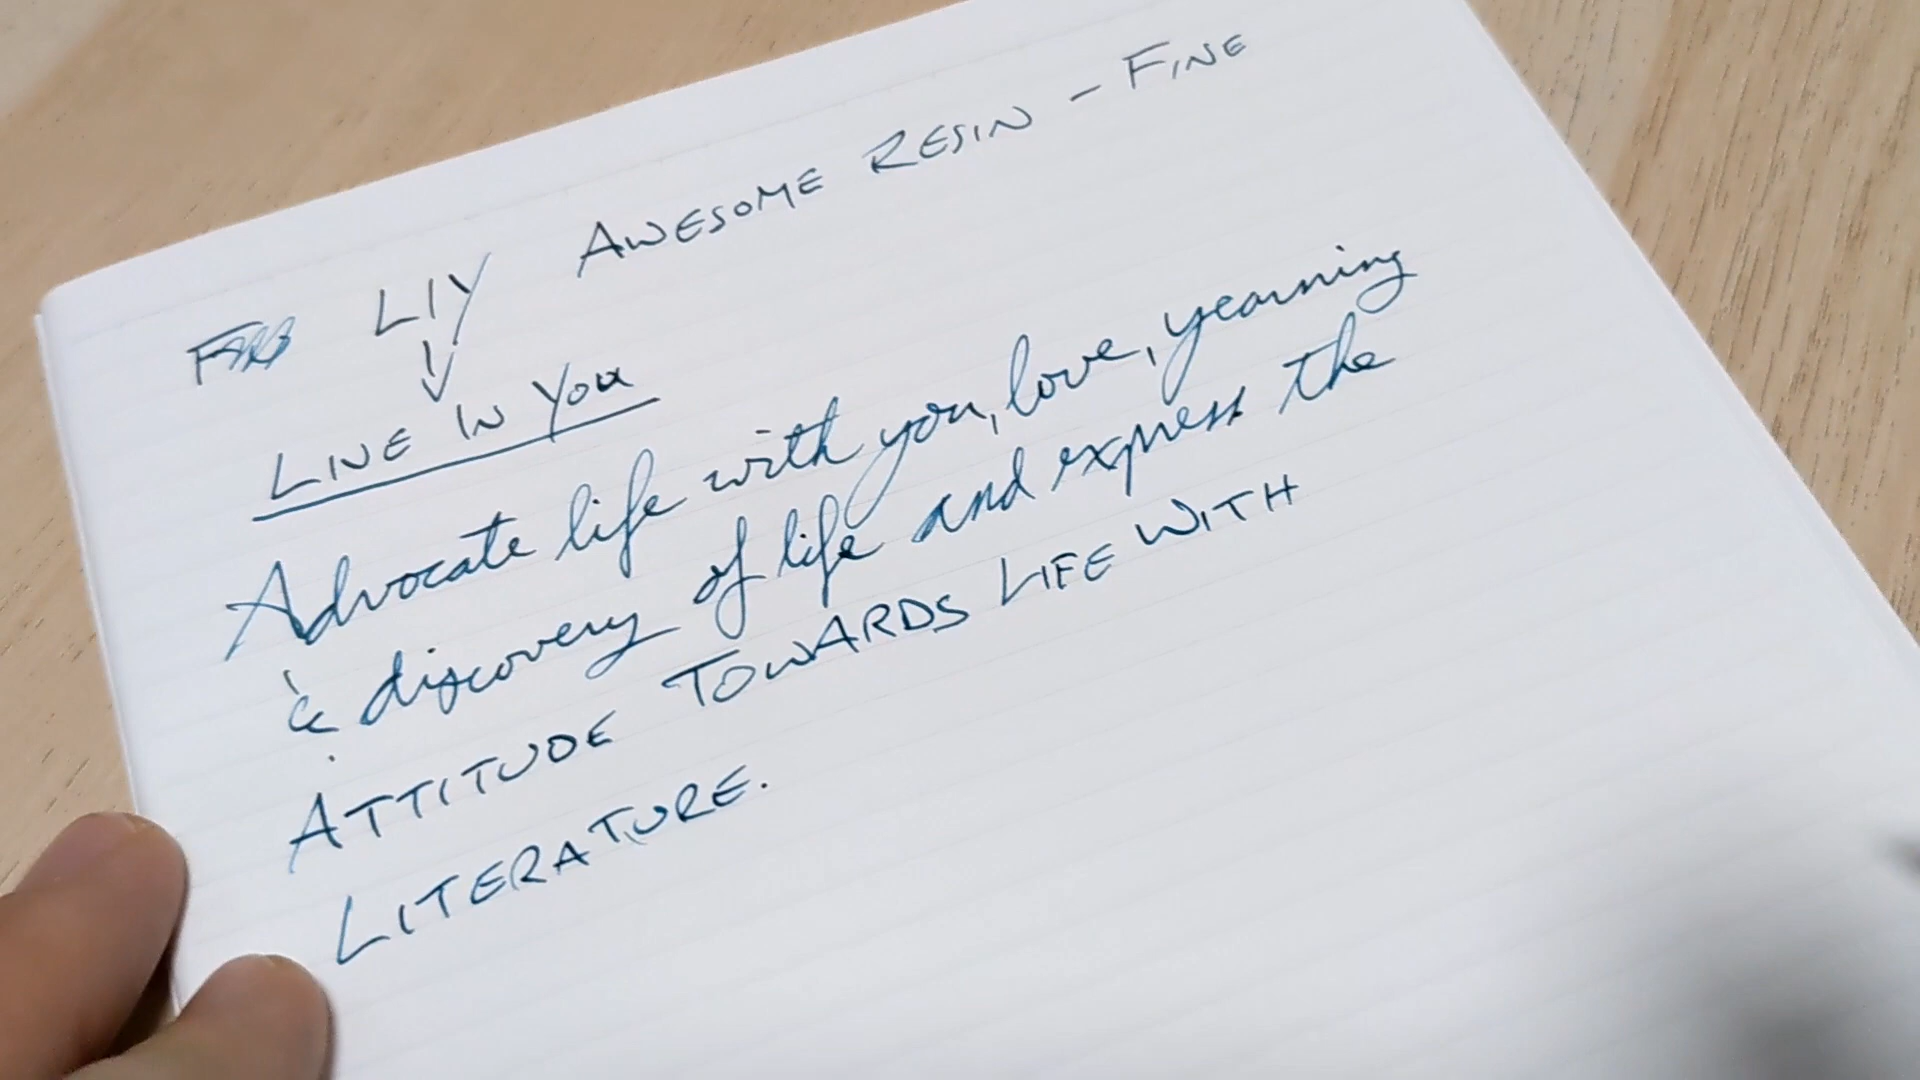 LIY AWESOME RESIN - FINE
LIVE IN YOU
Advocate life with you, love, yearning
& discovery of life and express the
ATTITUDE TOWARDS LIFE WITH
LITERATURE.